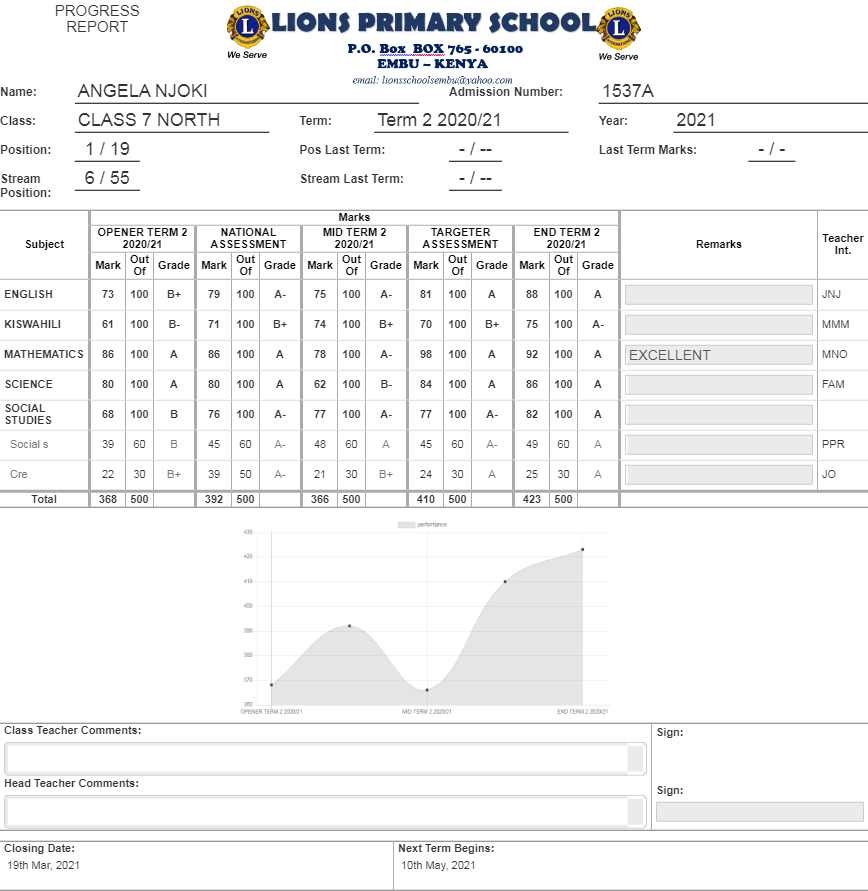 PROGRESS
REPORT
LIONS PRIMARY SCHOOL
We Serve
We Serve
P.O. Box BOX 765 - 60100
EMBU – KENYA
email: lionsschoolsembu@yahoo.com
Name: ANGELA NJOKI Admission Number: 1537A
Class: CLASS 7 NORTH Term: Term 2 2020/21 Year: 2021
Position: 1 / 19 Pos Last Term: - / -- Last Term Marks: - / -
Stream Position: 6 / 55 Stream Last Term: - / --
Marks
Subject OPENER TERM 2 2020/21 NATIONAL ASSESSMENT MID TERM 2 2020/21 TARGETER ASSESSMENT END TERM 2 2020/21 Remarks Teacher Int.
Mark Out Of Grade Mark Out Of Grade Mark Out Of Grade Mark Out Of Grade Mark Out Of Grade
ENGLISH 73 100 B+ 79 100 A- 75 100 A- 81 100 A 88 100 A JNJ
KISWAHILI 61 100 B- 71 100 B+ 74 100 B+ 70 100 B+ 75 100 A- MMM
MATHEMATICS 86 100 A 86 100 A 78 100 A- 98 100 A 92 100 A EXCELLENT MNO
SCIENCE 80 100 A 80 100 A 62 100 B- 84 100 A 86 100 A FAM
SOCIAL STUDIES 68 100 B 76 100 A- 77 100 A- 77 100 A- 82 100 A
Social s 39 60 B 45 60 A- 48 60 A 45 60 A- 49 60 A PPR
Cre 22 30 B+ 39 50 A- 21 30 B+ 24 30 A 25 30 A JO
Total 368 500 392 500 366 500 410 500 423 500
performance
430
420
410
400
390
380
370
360
OPENER TERM 2 2020/21 MID TERM 2 2020/21 END TERM 2 2020/21
Class Teacher Comments: Sign:
Head Teacher Comments: Sign:
Closing Date: Next Term Begins:
19th Mar, 2021 10th May, 2021